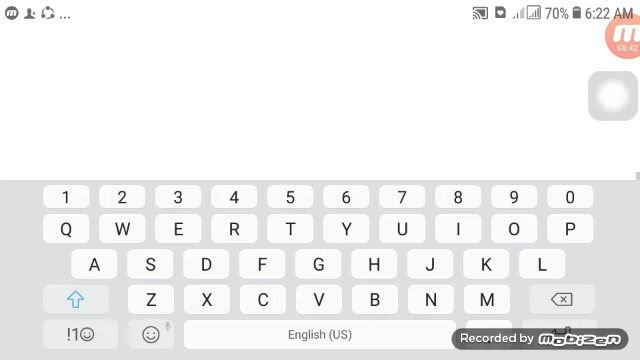 ... 70% 6:22 AM
08:42
1 2 3 4 5 6 7 8 9 0
Q W E R T Y U I O P
A S D F G H J K L
Z X C V B N M
!1☺ English (US)
Recorded by mobizen